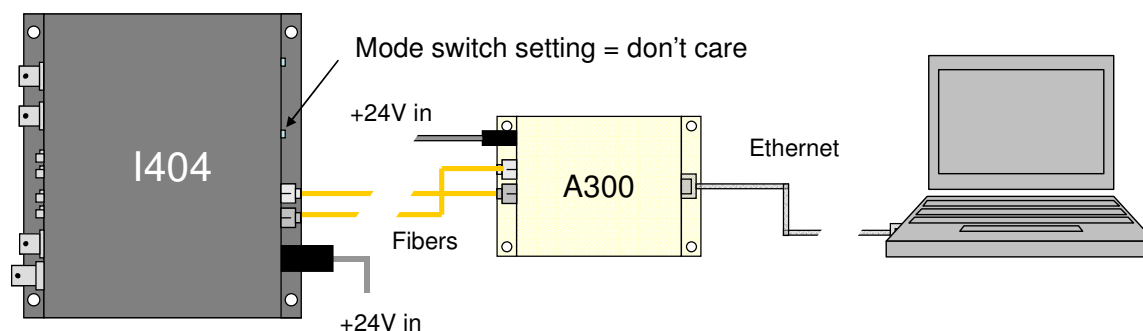 Mode switch setting = don't care
+24V in
I404
A300
Ethernet
Fibers
+24V in